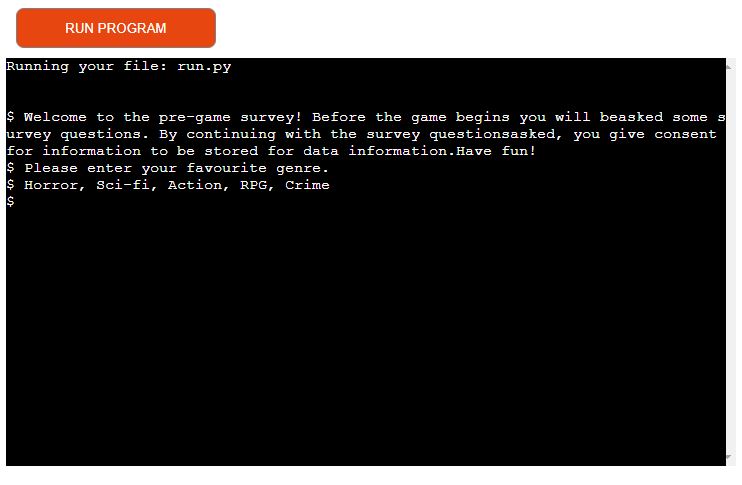 RUN PROGRAM
Running your file: run.py
$ Welcome to the pre-game survey! Before the game begins you will beasked some s
urvey questions. By continuing with the survey questionsasked, you give consent
for information to be stored for data information.Have fun!
$ Please enter your favourite genre.
$ Horror, Sci-fi, Action, RPG, Crime
$